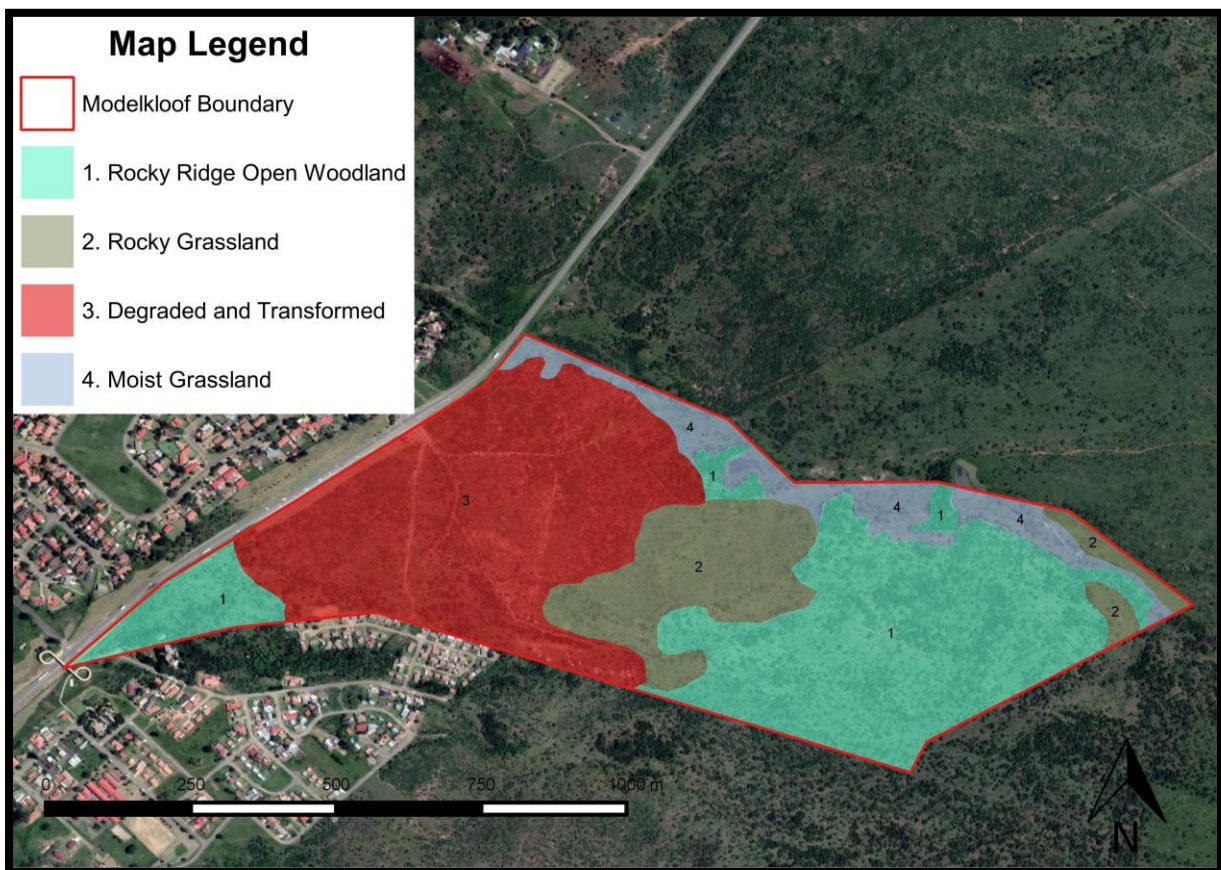 Map Legend
Modelkloof Boundary
1. Rocky Ridge Open Woodland
2. Rocky Grassland
3. Degraded and Transformed
4. Moist Grassland
4
1
3
4
1
4
2
2
1
2
1
0 250 500 750 1000 m
N